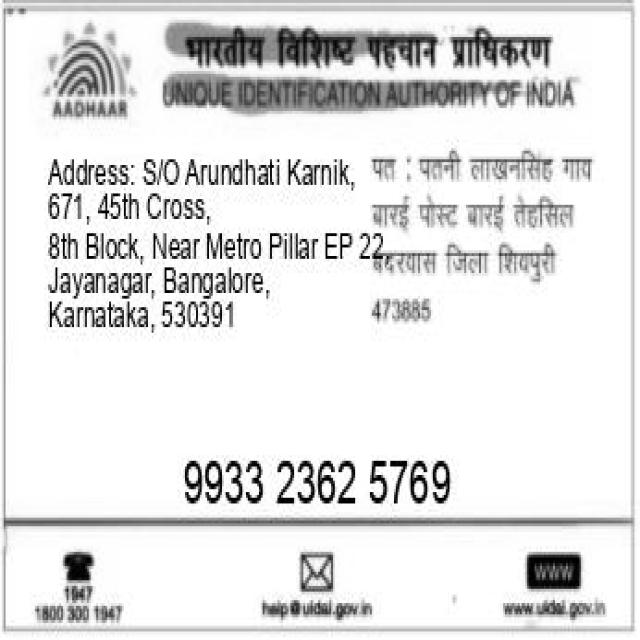 भारतीय विशिष्ट पहचान प्राधिकरण
AADHAAR
UNIQUE IDENTIFICATION AUTHORITY OF INDIA
Address: S/O Arundhati Karnik,
671, 45th Cross,
8th Block, Near Metro Pillar EP 22,
Jayanagar, Bangalore,
Karnataka, 530391
पत : पतनी लाखनसिंह गाय
बारई पोस्ट बारई तेहसिल
बदरवास जिला शिवपुरी
473885
9933 2362 5769
1947
1800 300 1947
help@uidai.gov.in
www
www.uidai.gov.in